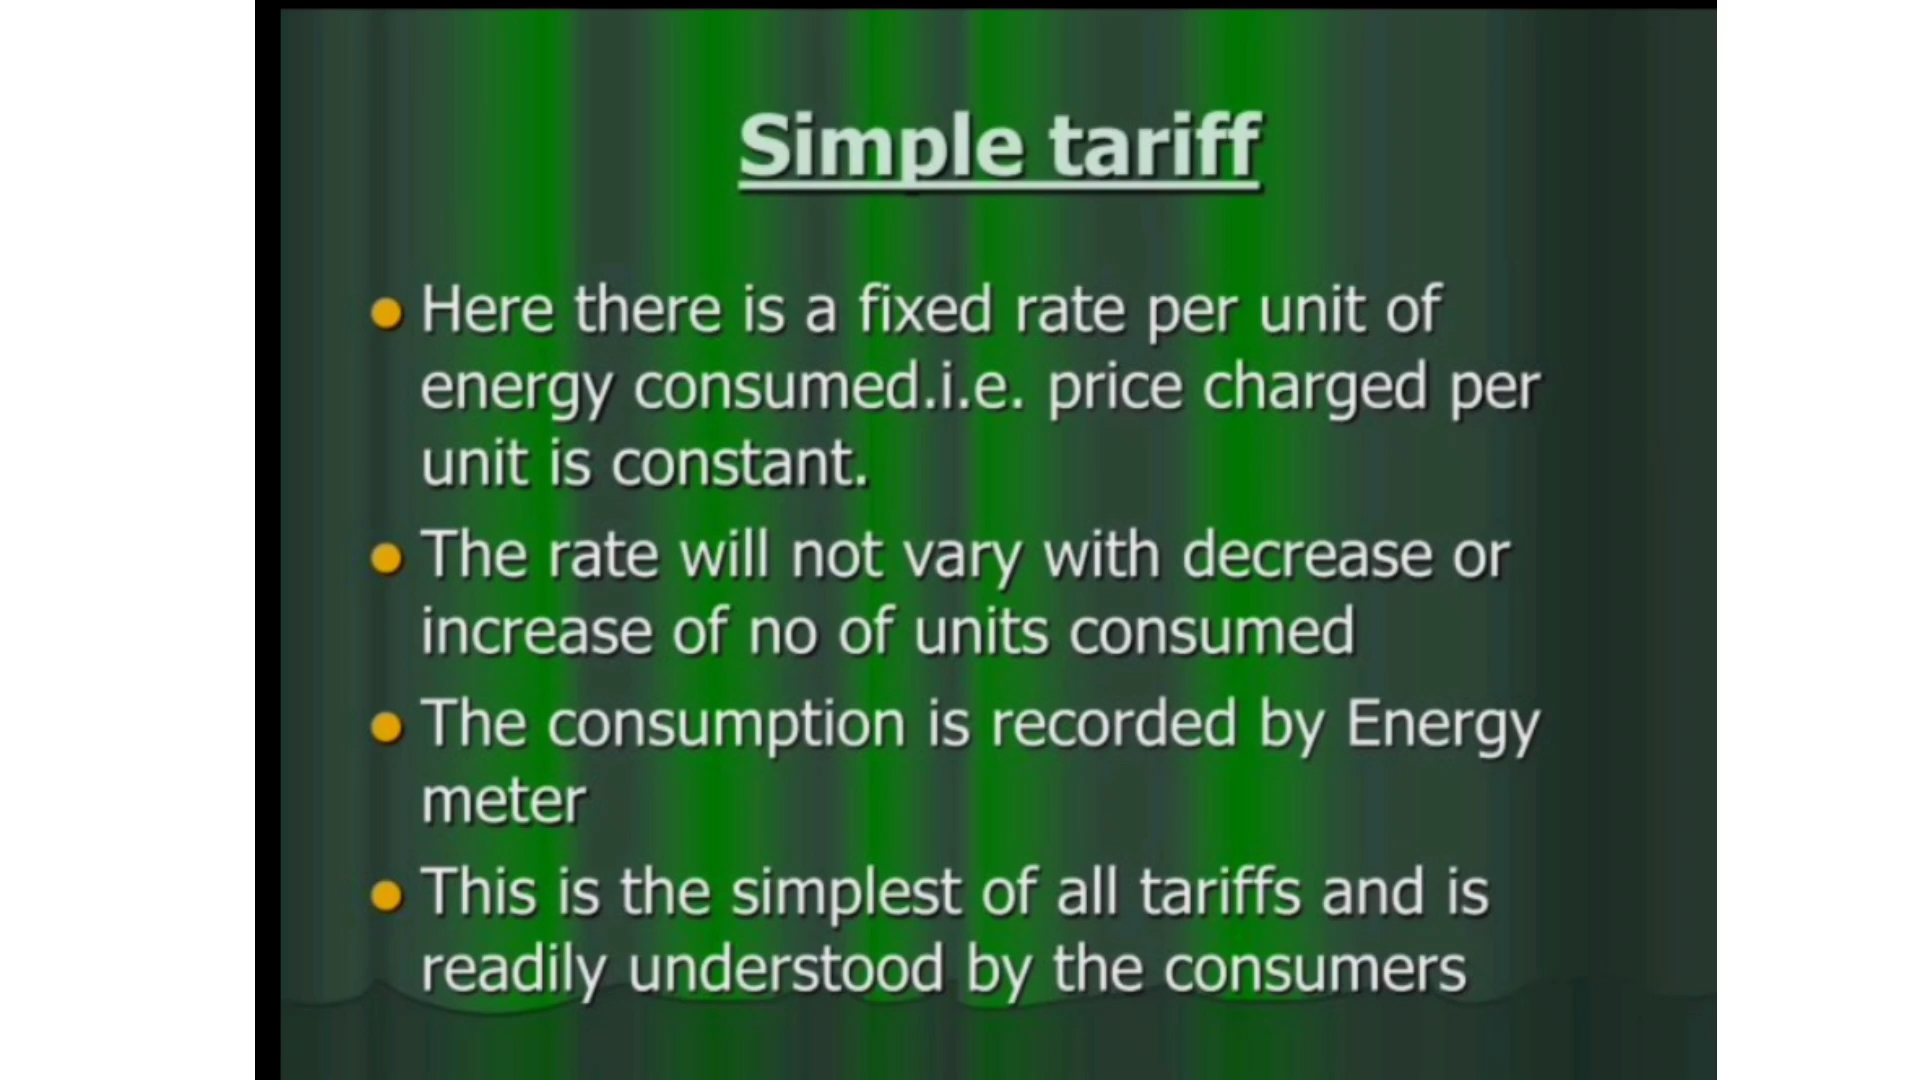 Simple tariff
Here there is a fixed rate per unit of
energy consumed.i.e. price charged per
unit is constant.
The rate will not vary with decrease or
increase of no of units consumed
The consumption is recorded by Energy
meter
This is the simplest of all tariffs and is
readily understood by the consumers